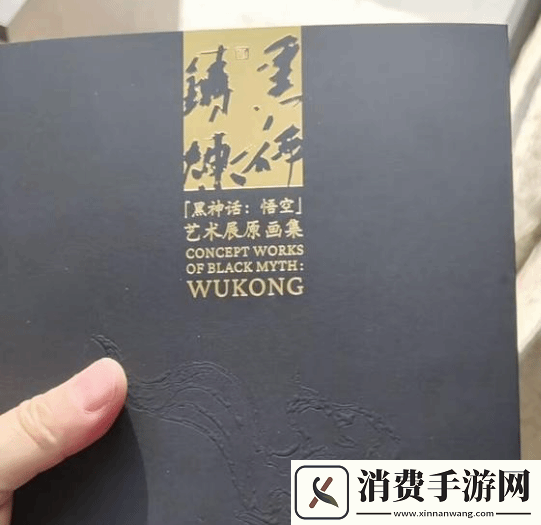 「黑神话：悟空」
艺术展原画集
CONCEPT WORKS
OF BLACK MYTH:
WUKONG
消费手游网
www.xinnanwang.com